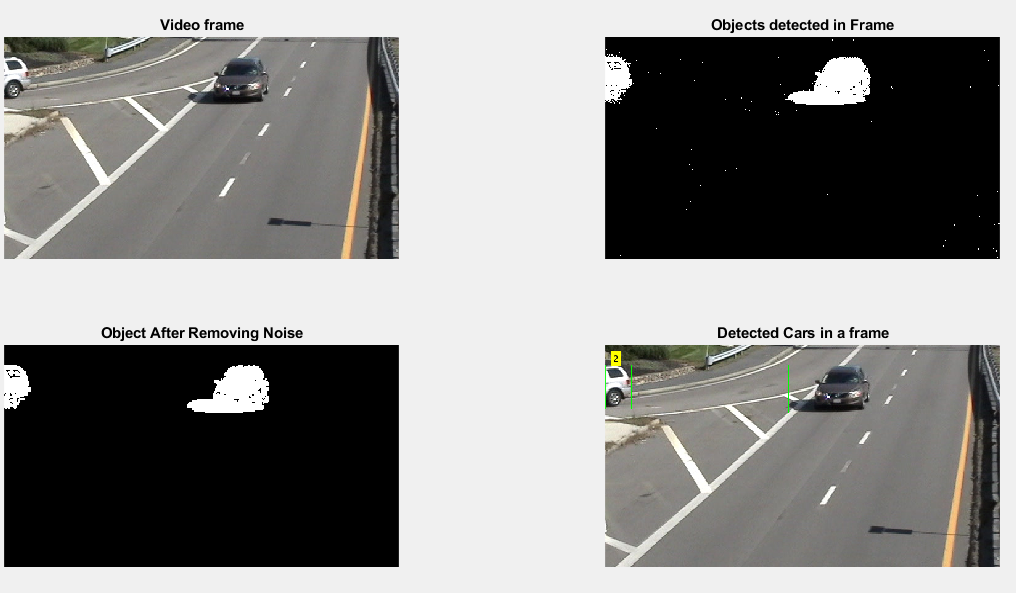 Video frame
Objects detected in Frame
Object After Removing Noise
Detected Cars in a frame
2